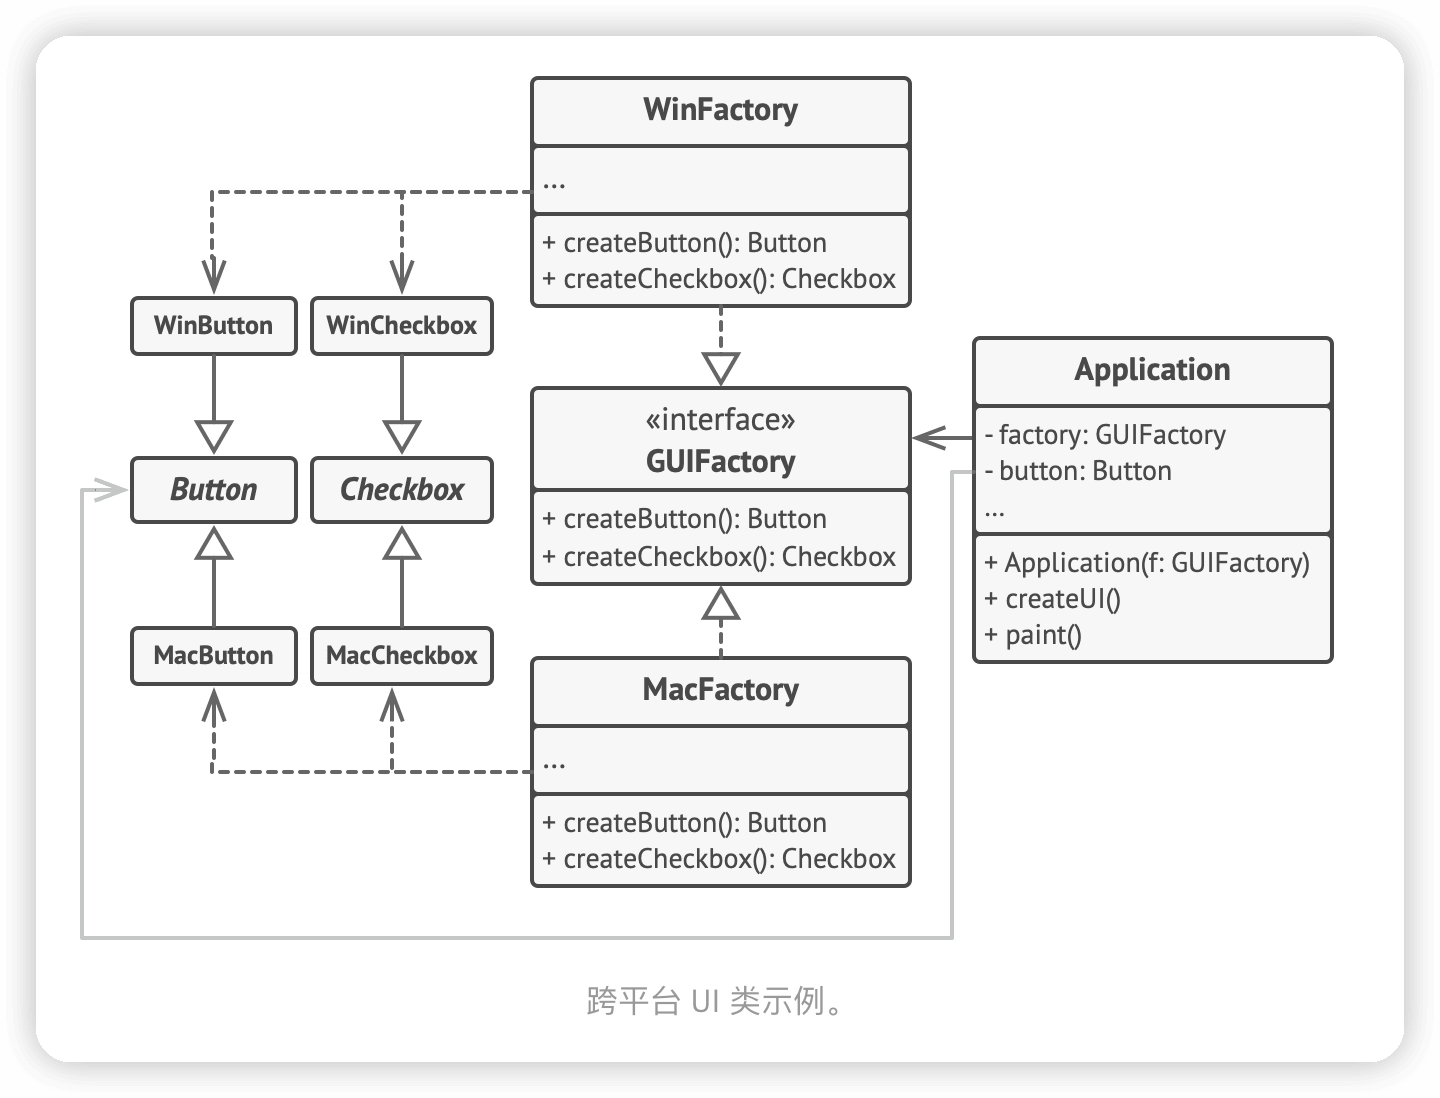 WinFactory
...
+ createButton(): Button
+ createCheckbox(): Checkbox
WinButton
WinCheckbox
Button
Checkbox
MacButton
MacCheckbox
«interface»
GUIFactory
+ createButton(): Button
+ createCheckbox(): Checkbox
Application
- factory: GUIFactory
- button: Button
...
+ Application(f: GUIFactory)
+ createUI()
+ paint()
MacFactory
...
+ createButton(): Button
+ createCheckbox(): Checkbox
跨平台 UI 类示例。